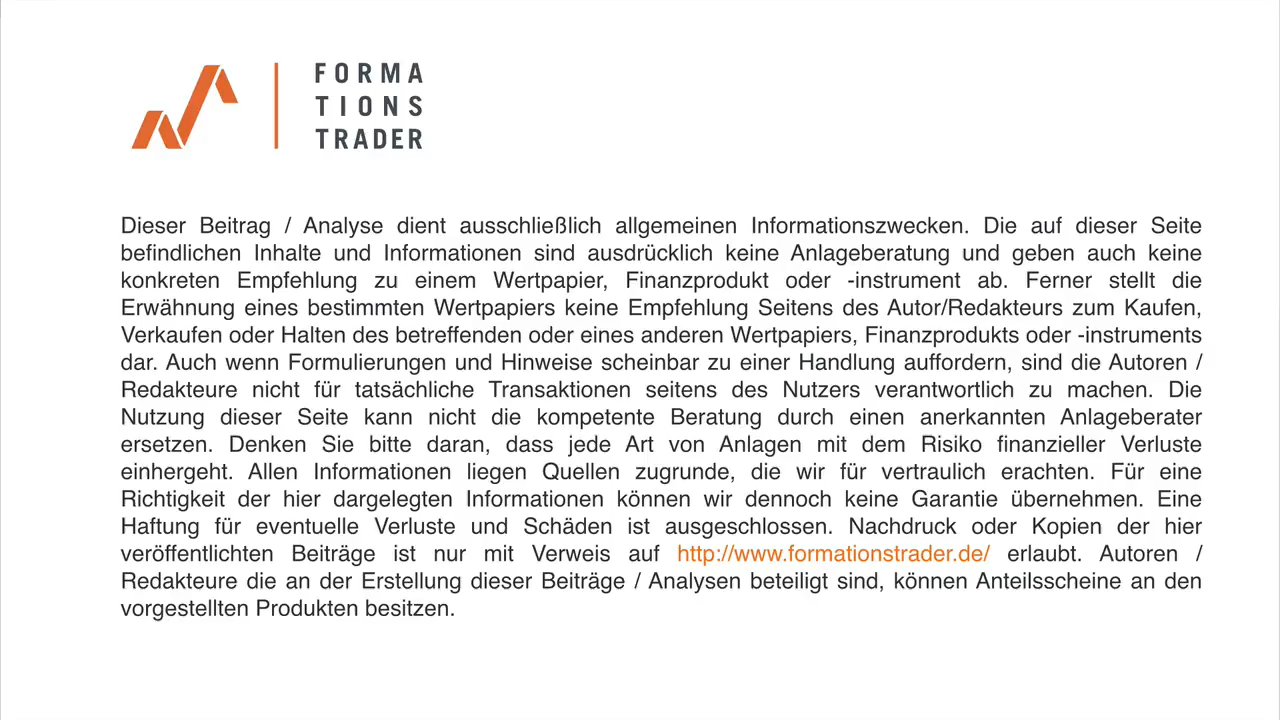 FORMA
TIONS
TRADER
Dieser Beitrag / Analyse dient ausschließlich allgemeinen Informationszwecken. Die auf dieser Seite
befindlichen Inhalte und Informationen sind ausdrücklich keine Anlageberatung und geben auch keine
konkreten Empfehlung zu einem Wertpapier, Finanzprodukt oder -instrument ab. Ferner stellt die
Erwähnung eines bestimmten Wertpapiers keine Empfehlung Seitens des Autor/Redakteurs zum Kaufen,
Verkaufen oder Halten des betreffenden oder eines anderen Wertpapiers, Finanzprodukts oder -instruments
dar. Auch wenn Formulierungen und Hinweise scheinbar zu einer Handlung auffordern, sind die Autoren /
Redakteure nicht für tatsächliche Transaktionen seitens des Nutzers verantwortlich zu machen. Die
Nutzung dieser Seite kann nicht die kompetente Beratung durch einen anerkannten Anlageberater
ersetzen. Denken Sie bitte daran, dass jede Art von Anlagen mit dem Risiko finanzieller Verluste
einhergeht. Allen Informationen liegen Quellen zugrunde, die wir für vertraulich erachten. Für eine
Richtigkeit der hier dargelegten Informationen können wir dennoch keine Garantie übernehmen. Eine
Haftung für eventuelle Verluste und Schäden ist ausgeschlossen. Nachdruck oder Kopien der hier
veröffentlichten Beiträge ist nur mit Verweis auf http://www.formationstrader.de/ erlaubt. Autoren /
Redakteure die an der Erstellung dieser Beiträge / Analysen beteiligt sind, können Anteilsscheine an den
vorgestellten Produkten besitzen.